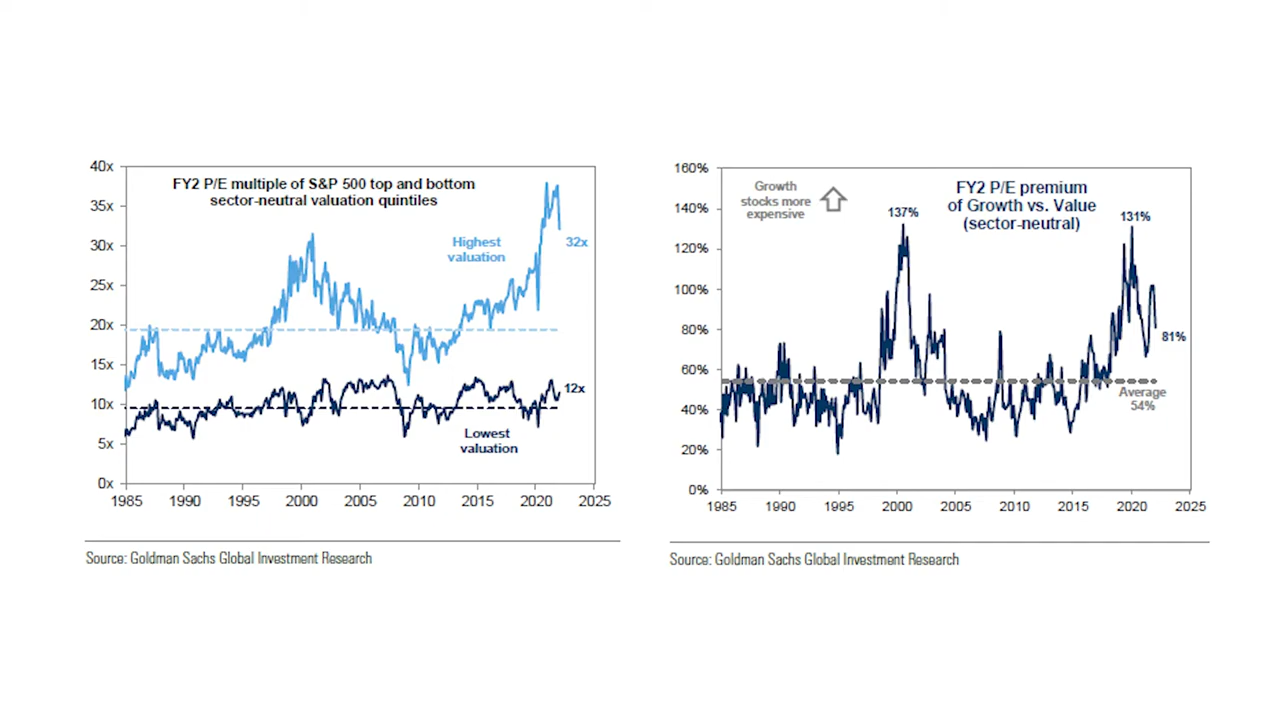 FY2 P/E multiple of S&P 500 top and bottom
sector-neutral valuation quintiles
40x
35x
30x
25x
20x
15x
10x
5x
0x
Highest
valuation
32x
12x
Lowest
valuation
1985 1990 1995 2000 2005 2010 2015 2020 2025
Source: Goldman Sachs Global Investment Research
FY2 P/E premium
of Growth vs. Value
(sector-neutral)
Growth
stocks more
expensive
160%
140%
120%
100%
80%
60%
40%
20%
0%
137%
131%
81%
Average
54%
1985 1990 1995 2000 2005 2010 2015 2020 2025
Source: Goldman Sachs Global Investment Research